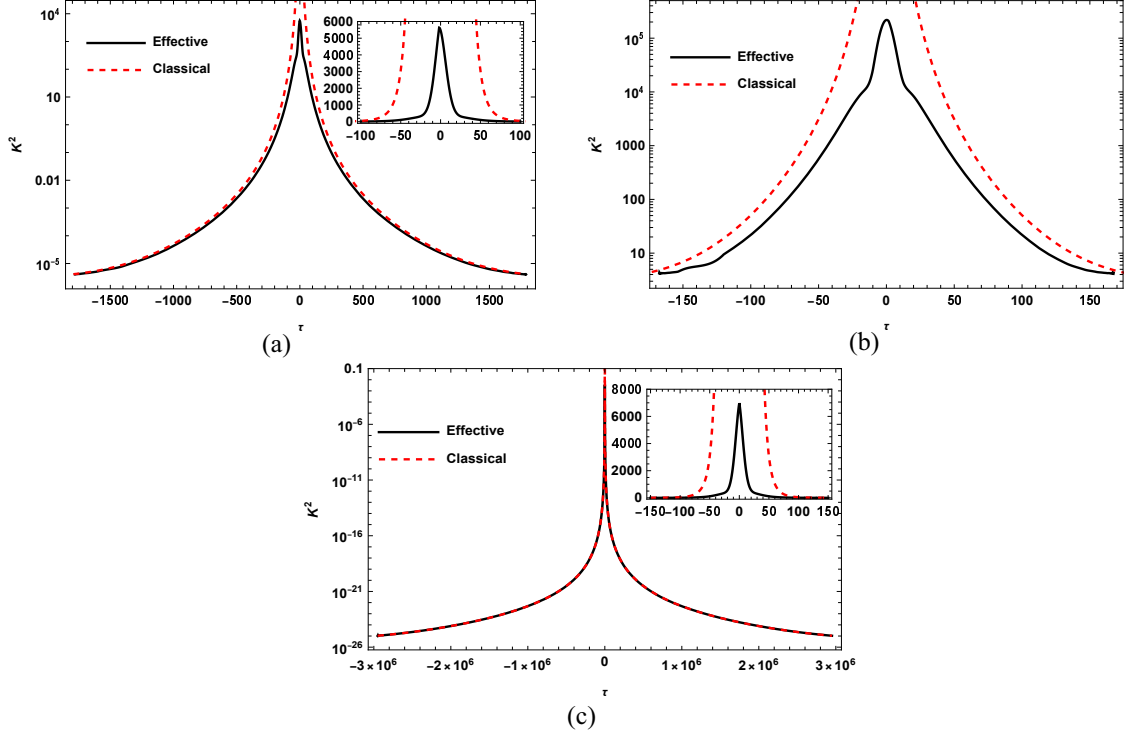 10⁴
10
0.01
10⁻⁵
K²
Effective
Classical
6000
5000
4000
3000
2000
1000
0
−100 −50 0 50 100
−1500 −1000 −500 0 500 1000 1500
τ
(a)
10⁵
10⁴
1000
100
10
K²
Effective
Classical
−150 −100 −50 0 50 100 150
τ
(b)
0.1
10⁻⁶
10⁻¹¹
10⁻¹⁶
10⁻²¹
10⁻²⁶
K²
Effective
Classical
8000
6000
4000
2000
0
−150 −100 −50 0 50 100 150
−3 × 10⁶ −2 × 10⁶ −1 × 10⁶ 0 1 × 10⁶ 2 × 10⁶ 3 × 10⁶
τ
(c)